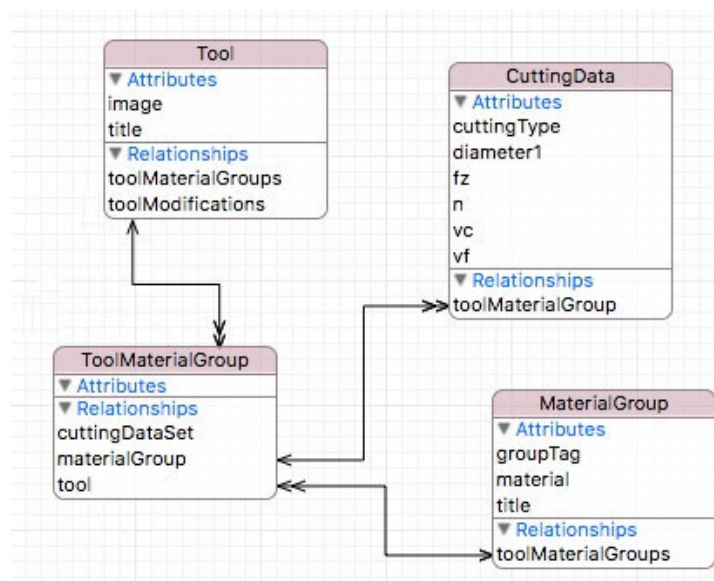 Tool
Attributes
image
title
Relationships
toolMaterialGroups
toolModifications
CuttingData
Attributes
cuttingType
diameter1
fz
n
vc
vf
Relationships
toolMaterialGroup
ToolMaterialGroup
Attributes
Relationships
cuttingDataSet
materialGroup
tool
MaterialGroup
Attributes
groupTag
material
title
Relationships
toolMaterialGroups